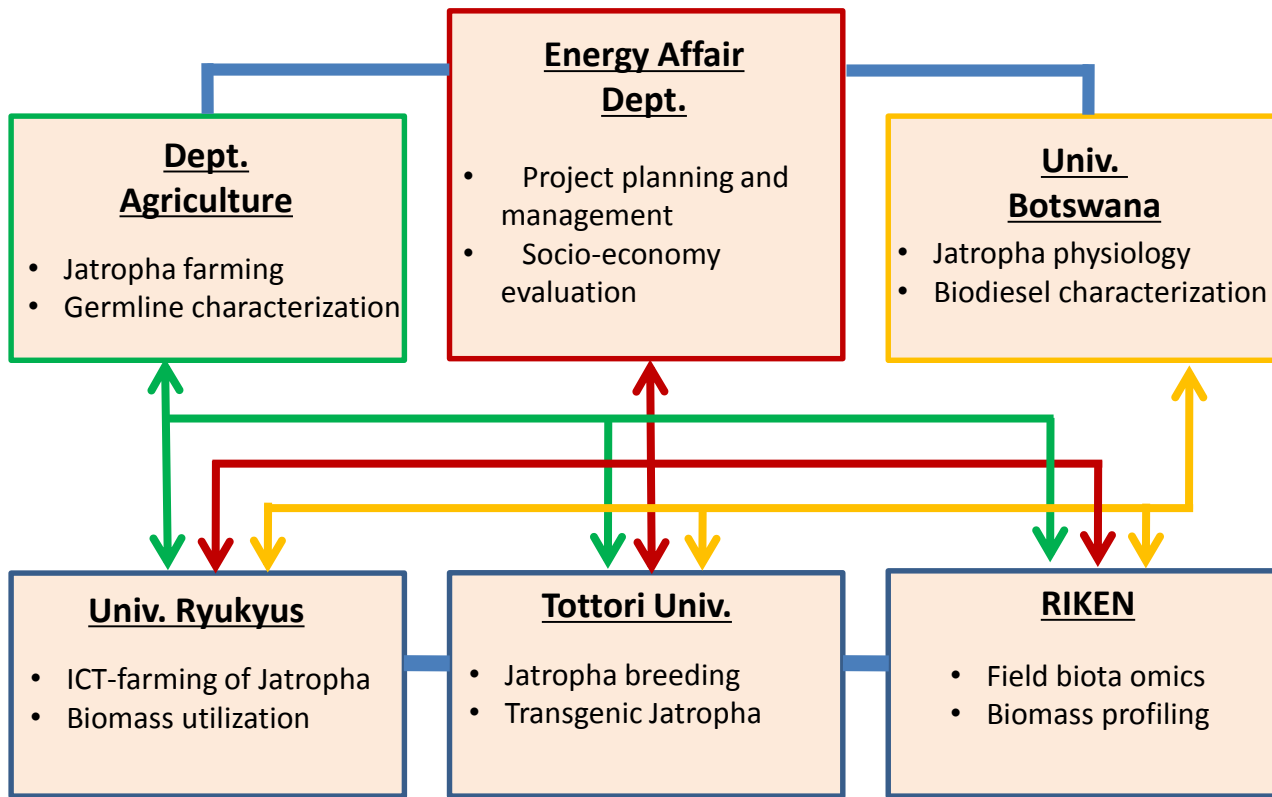 Energy Affair
Dept.
• Project planning and
management
• Socio-economy
evaluation
Dept.
Agriculture
• Jatropha farming
• Germline characterization
Univ.
Botswana
• Jatropha physiology
• Biodiesel characterization
Univ. Ryukyus
• ICT-farming of Jatropha
• Biomass utilization
Tottori Univ.
• Jatropha breeding
• Transgenic Jatropha
RIKEN
• Field biota omics
• Biomass profiling